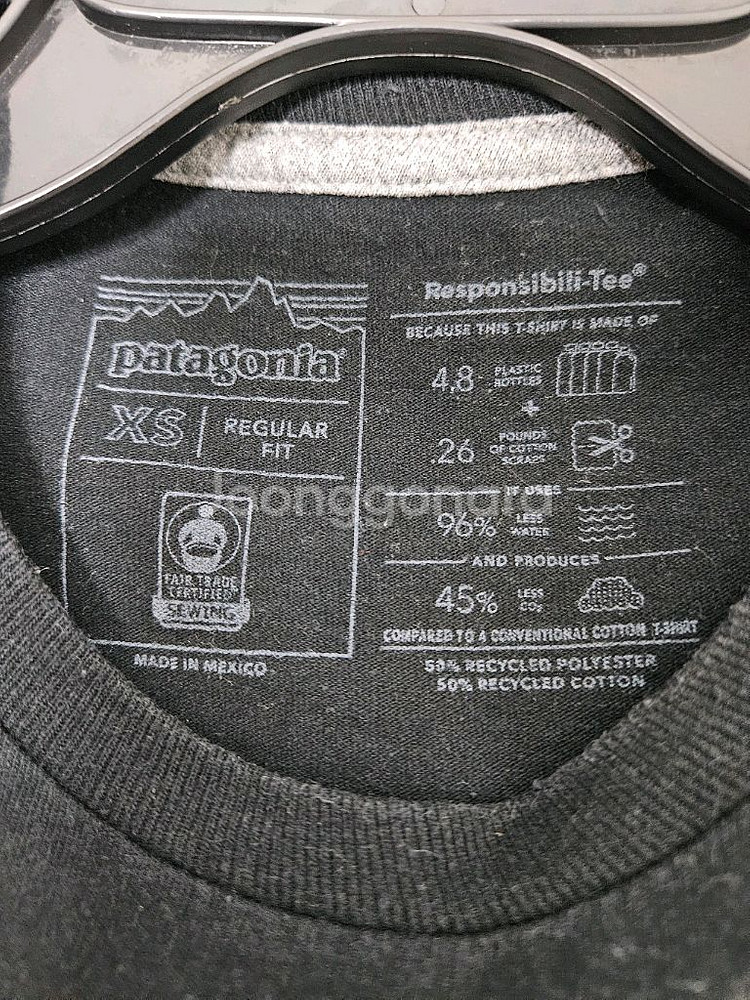 patagonia®
XS
REGULAR
FIT
FAIR TRADE
CERTIFIED
SEWING
MADE IN MEXICO
Responsibili-Tee®
BECAUSE THIS T-SHIRT IS MADE OF
4.8 PLASTIC
BOTTLES
+
.26 POUNDS
OF COTTON
SCRAPS
IT USES
96% LESS
WATER
AND PRODUCES
45% LESS
CO₂
COMPARED TO A CONVENTIONAL COTTON T-SHIRT
50% RECYCLED POLYESTER
50% RECYCLED COTTON
joonggonara